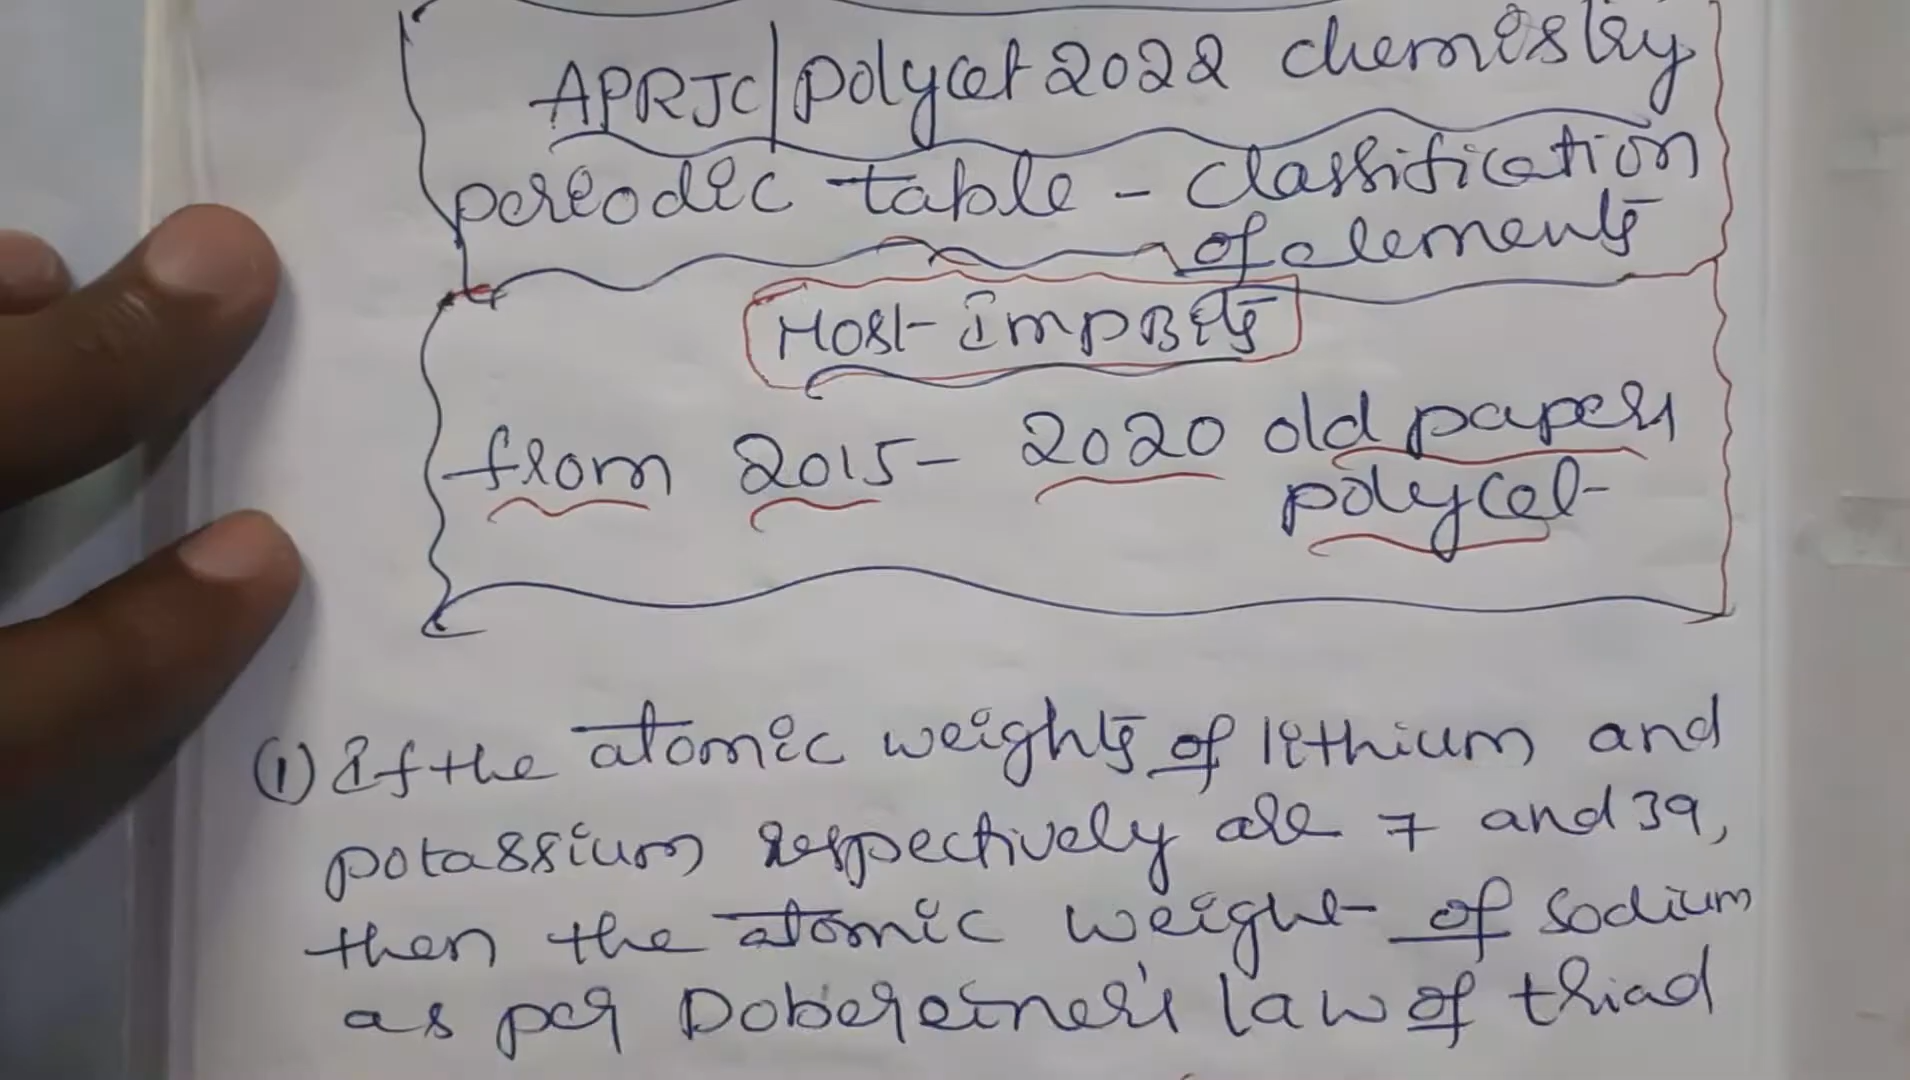 APRJC|polycet 2022 chemistry
periodic table - classification
of elements
Most Imp Bits
from 2015 - 2020 old papers
polycet
(1) If the atomic weights of lithium and
potassium respectively are 7 and 39,
then the atomic weight of sodium
as per Dobereiner's law of triad